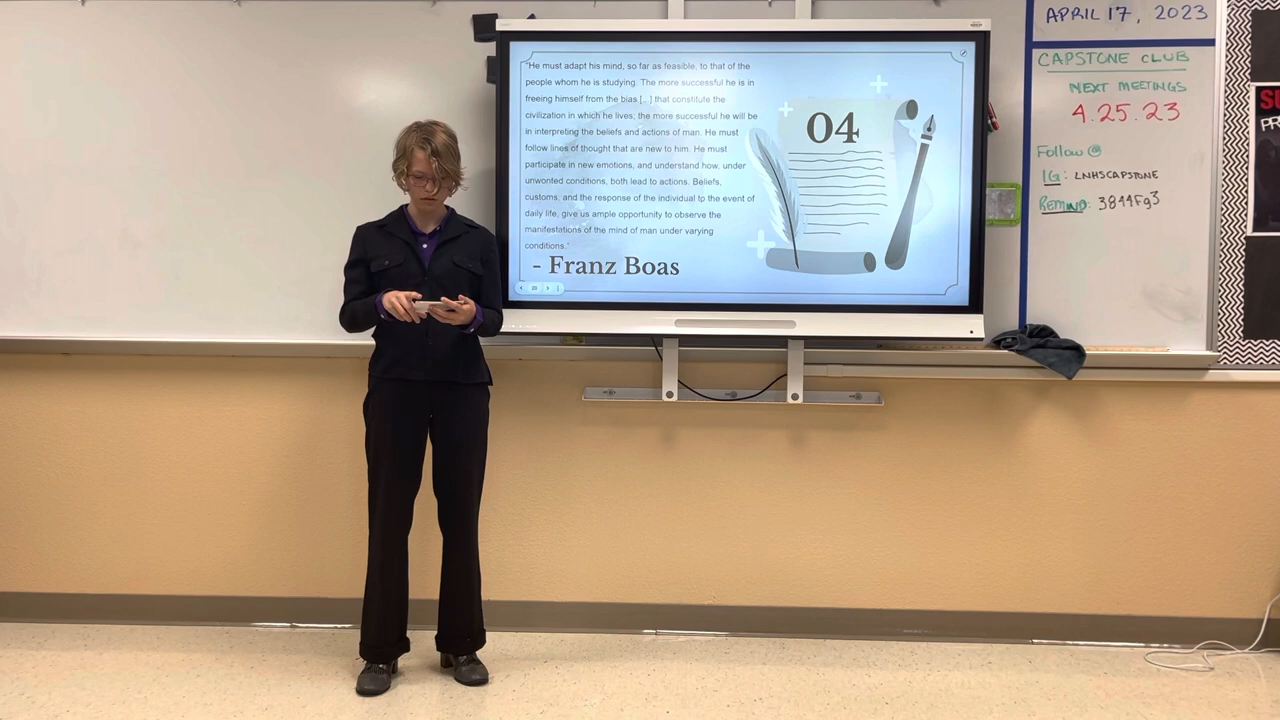 "He must adapt his mind, so far as feasible, to that of the
people whom he is studying. The more successful he is in
freeing himself from the bias [...] that constitute the
civilization in which he lives, the more successful he will be
in interpreting the beliefs and actions of man. He must
follow lines of thought that are new to him. He must
participate in new emotions, and understand how, under
unwonted conditions, both lead to actions. Beliefs,
customs, and the response of the individual to the event of
daily life, give us ample opportunity to observe the
manifestations of the mind of man under varying
conditions."
- Franz Boas
04
APRIL 17, 2023
CAPSTONE CLUB
NEXT MEETINGS
4.25.23
Follow @
IG: LNHSCAPSTONE
REMIND: 3844Fg3